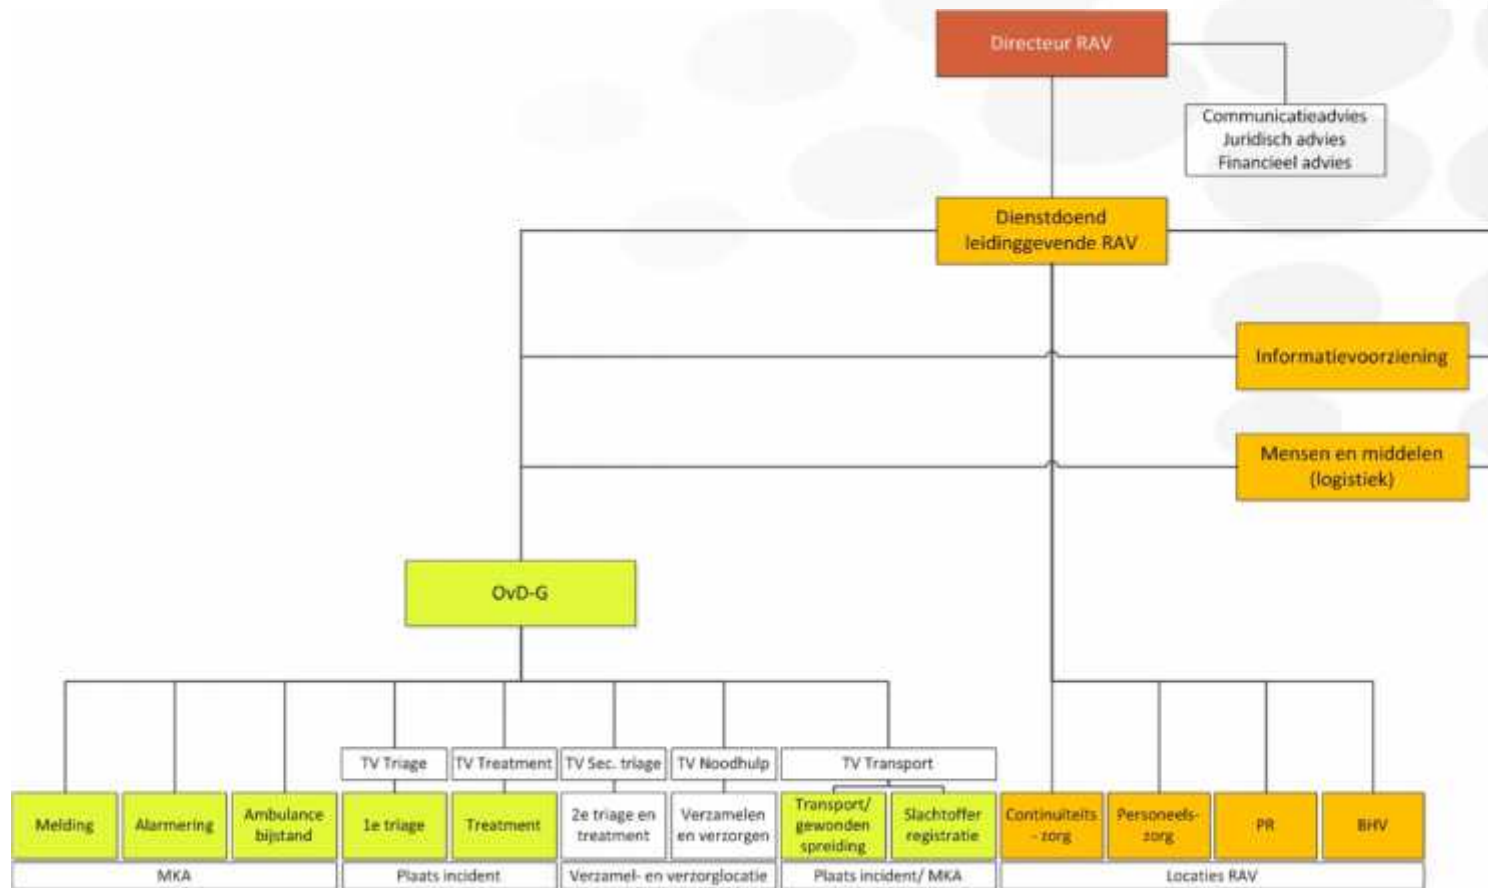 Directeur RAV
Communicatieadvies
Juridisch advies
Financieel advies
Dienstdoend
leidinggevende RAV
Informatievoorziening
Mensen en middelen
(logistiek)
OvD-G
TV Triage
TV Treatment
TV Sec. triage
TV Noodhulp
TV Transport
Melding
Alarmering
Ambulance
bijstand
1e triage
Treatment
2e triage en
treatment
Verzamelen
en verzorgen
Transport/
gewonden
spreiding
Slachtoffer
registratie
Continuïteits
- zorg
Personeels-
zorg
PR
BHV
MKA
Plaats incident
Verzamel- en verzorglocatie
Plaats incident/ MKA
Locaties RAV